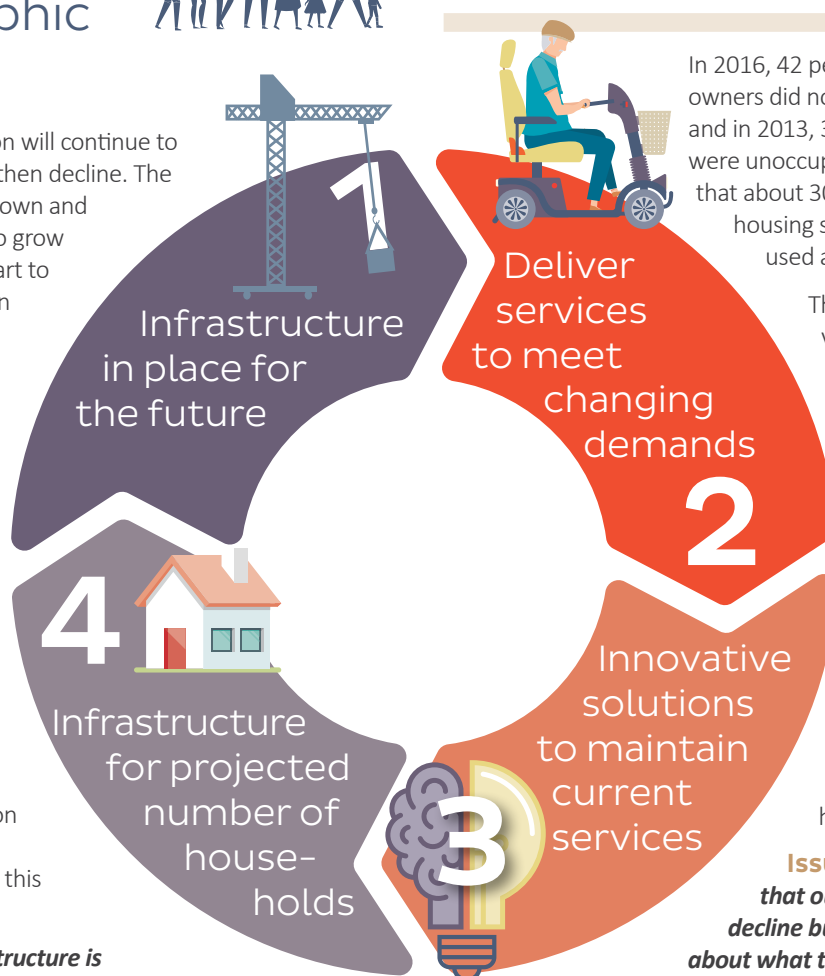 phic
on will continue to
then decline. The
own and
o grow
art to
n
In 2016, 42 pe
owners did no
and in 2013, 3
were unoccup
that about 30
housing s
used a
Th
1
Infrastructure
in place for
the future
Deliver
services
to meet
changing
demands
2
Innovative
solutions
to maintain
current
services
3
4
Infrastructure
for projected
number of
house-
holds
on
this
tructure is
h
Issu
that ou
decline bu
about what t